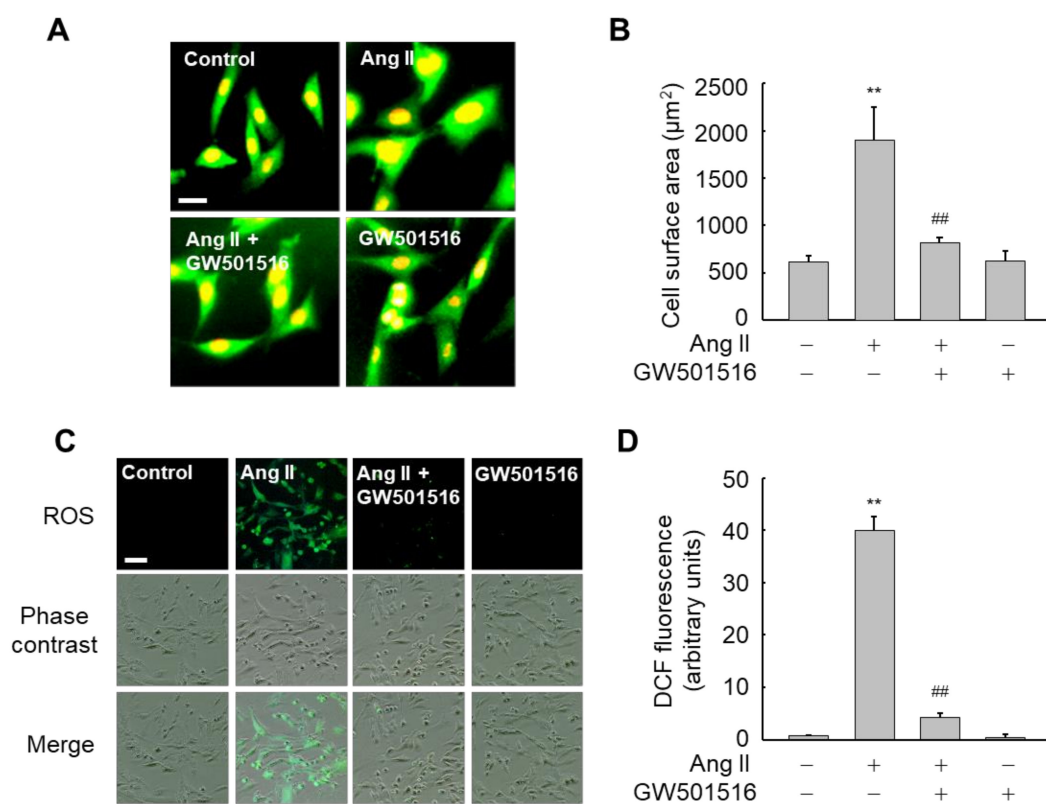 A
Control
Ang II
Ang II +
GW501516
GW501516
B
Cell surface area (µm²)
2500
2000
1500
1000
500
0
**
##
Ang II − + + −
GW501516 − − + +
C
Control
Ang II
Ang II +
GW501516
GW501516
ROS
Phase
contrast
Merge
D
DCF fluorescence
(arbitrary units)
50
40
30
20
10
0
**
##
Ang II − + + −
GW501516 − − + +